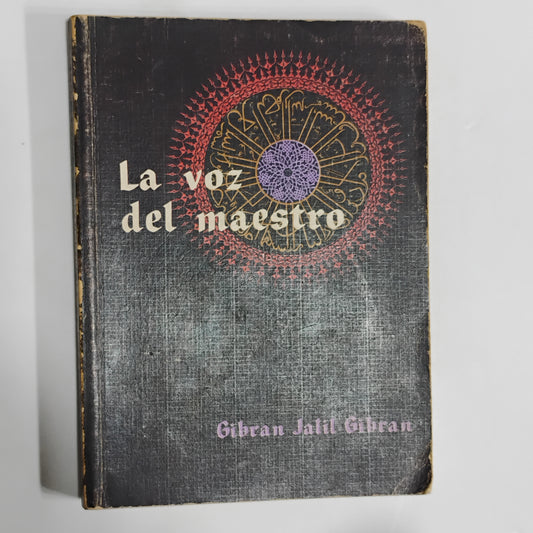 La voz
del maestro
Gibran Jalil Gibran